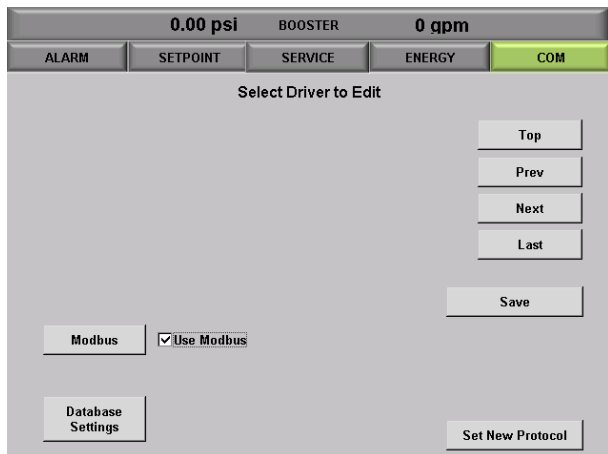 0.00 psi BOOSTER 0 gpm
ALARM SETPOINT SERVICE ENERGY COM
Select Driver to Edit
Top
Prev
Next
Last
Save
Modbus Use Modbus
Database
Settings
Set New Protocol